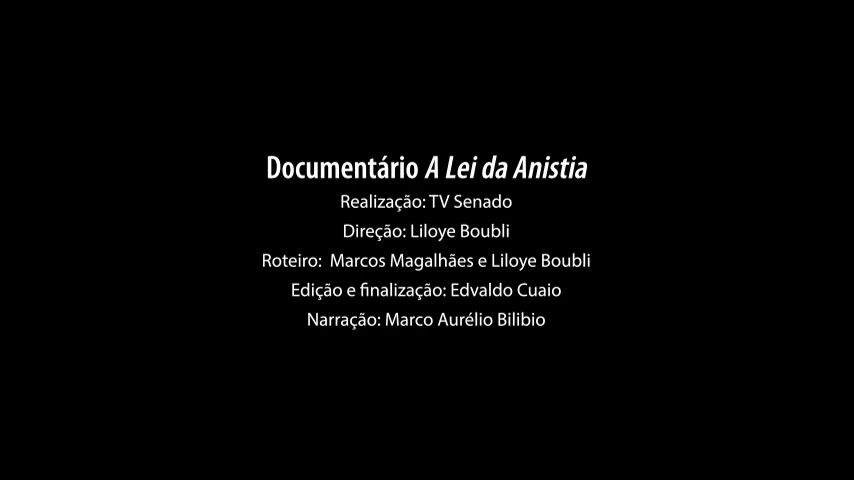 Documentário A Lei da Anistia
Realização: TV Senado
Direção: Liloye Boubli
Roteiro: Marcos Magalhães e Liloye Boubli
Edição e finalização: Edvaldo Cuaio
Narração: Marco Aurélio Bilibio